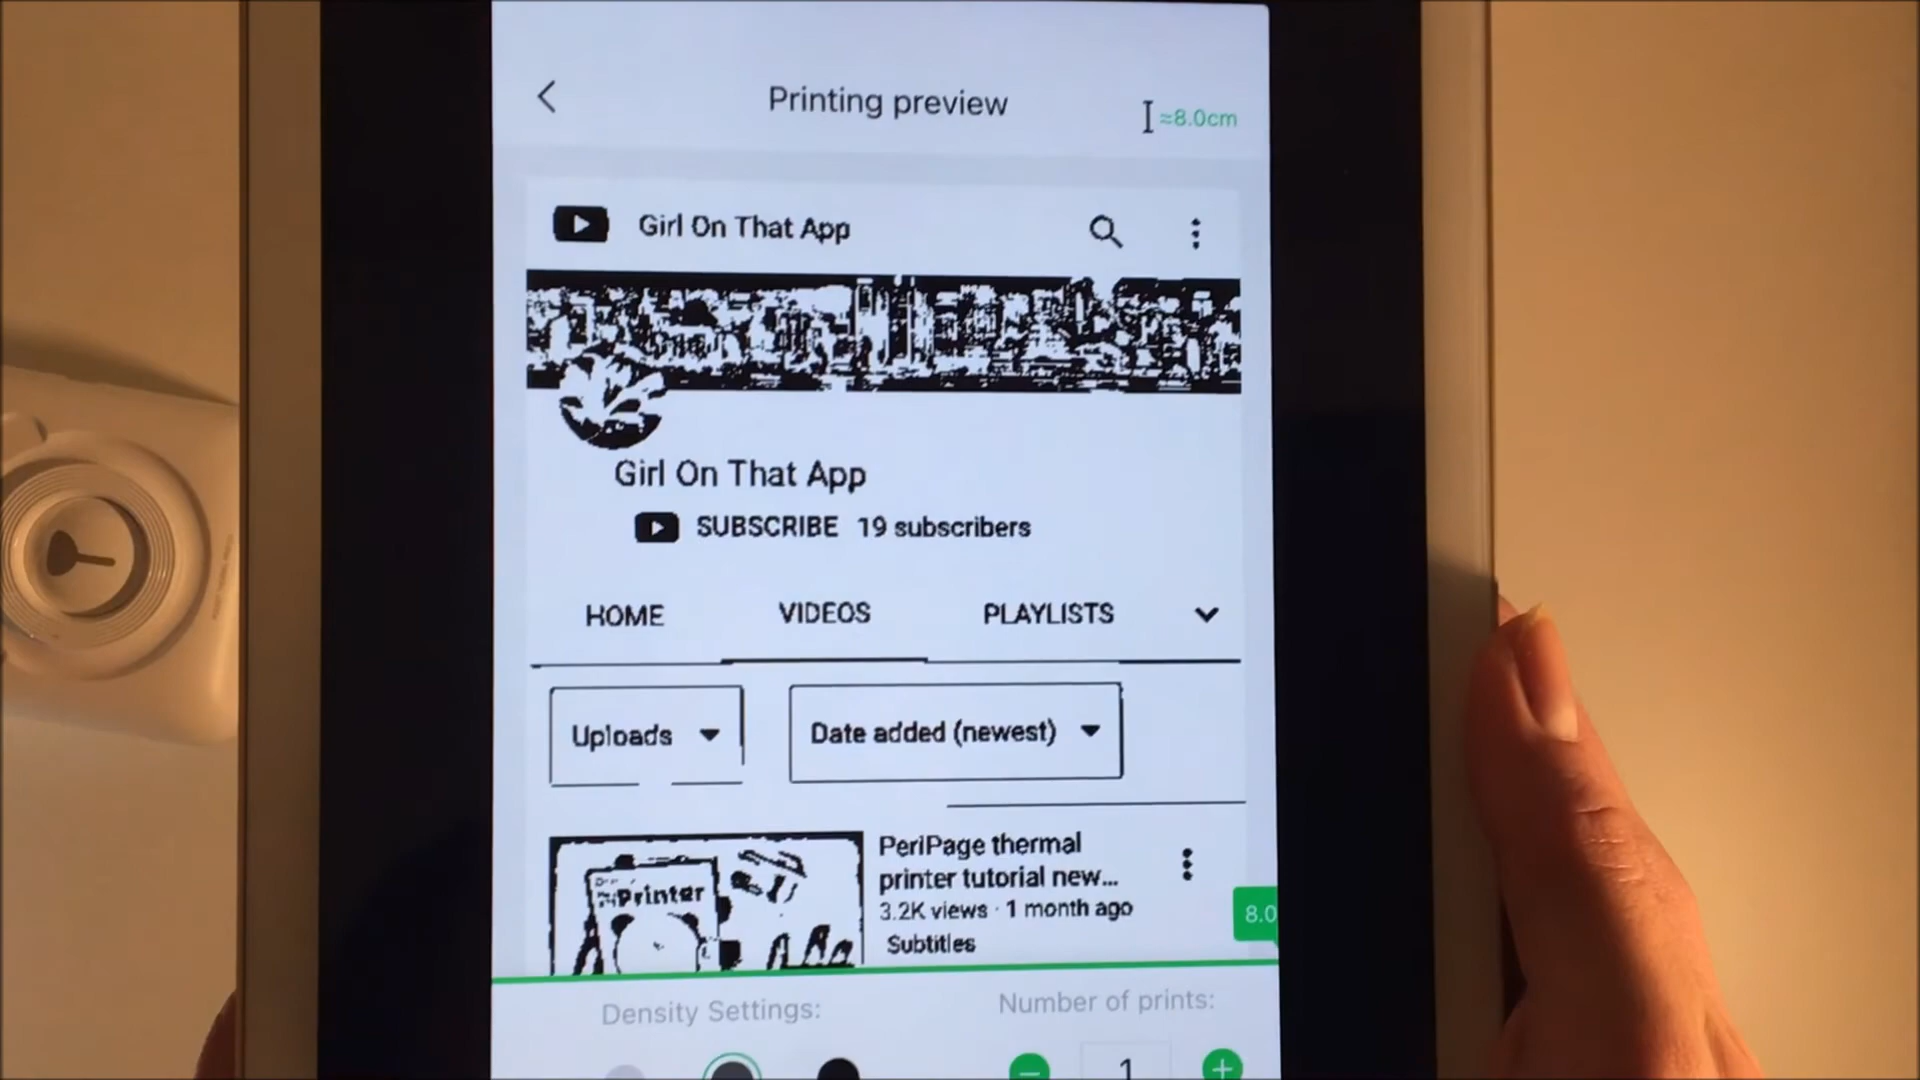 Printing preview
≈8.0cm
Girl On That App
Girl On That App
SUBSCRIBE 19 subscribers
HOME VIDEOS PLAYLISTS
Uploads
Date added (newest)
Printer
PeriPage thermal
printer tutorial new...
3.2K views · 1 month ago
Subtitles
8.0
Density Settings:
Number of prints:
1